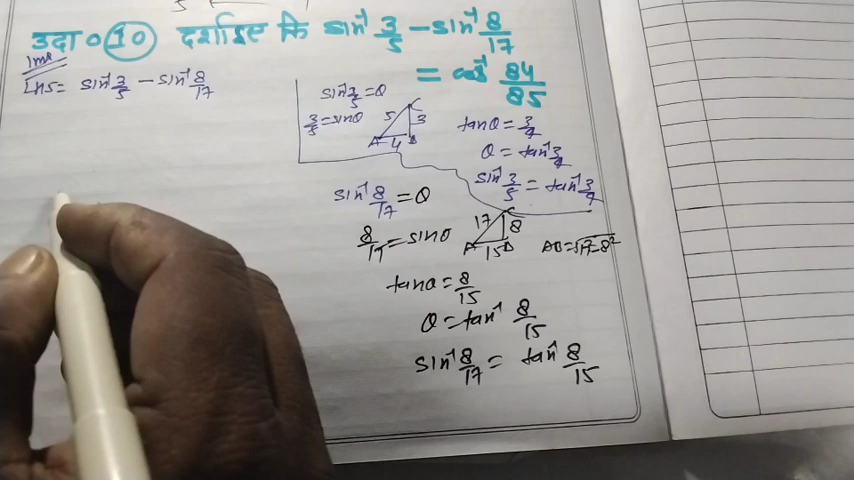 उदा० 10 दर्शाइए कि sin⁻¹ 3/5 − sin⁻¹ 8/17
= cos⁻¹ 84/85
Imp
LHS = sin⁻¹ 3/5 − sin⁻¹ 8/17
sin⁻¹ 3/5 = θ
3/5 = sinθ
5 3 4 A B C
tanθ = 3/4
θ = tan⁻¹ 3/4
sin⁻¹ 3/5 = tan⁻¹ 3/4
sin⁻¹ 8/17 = θ
8/17 = sinθ
17 8 15 A B C
AB = √17²−8²
tanθ = 8/15
θ = tan⁻¹ 8/15
sin⁻¹ 8/17 = tan⁻¹ 8/15